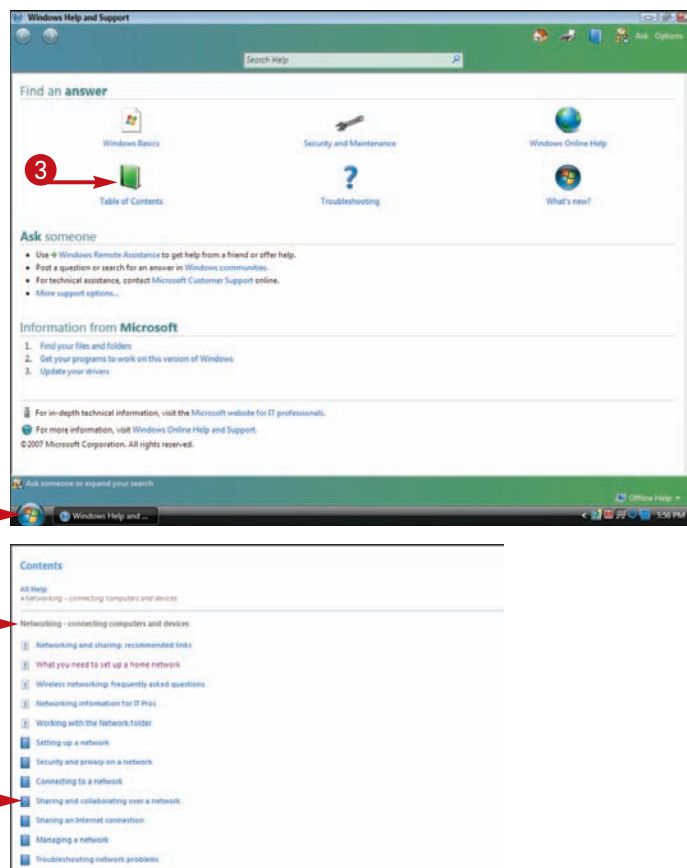 Windows Help and Support
Ask Options
Search Help
Find an answer
Windows Basics
Security and Maintenance
Windows Online Help
3
Table of Contents
Troubleshooting
What's new?
Ask someone
Use Windows Remote Assistance to get help from a friend or offer help.
Post a question or search for an answer in Windows communities.
For technical assistance, contact Microsoft Customer Support online.
More support options...
Information from Microsoft
1. Find your files and folders
2. Get your programs to work on this version of Windows
3. Update your drivers
For in-depth technical information, visit the Microsoft website for IT professionals.
For more information, visit Windows Online Help and Support.
©2007 Microsoft Corporation. All rights reserved.
Ask someone or expand your search
Offline Help
Windows Help and ...
3:56 PM
Contents
All Help
Networking - connecting computers and devices
Networking - connecting computers and devices
Networking and sharing: recommended links
What you need to set up a home network
Wireless networking: frequently asked questions
Networking information for IT Pros
Working with the Network folder
Setting up a network
Security and privacy on a network
Connecting to a network
Sharing and collaborating over a network
Sharing an Internet connection
Managing a network
Troubleshooting network problems